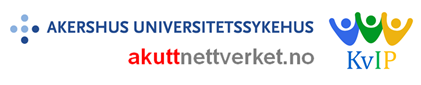 AKERSHUS UNIVERSITETSSYKEHUS
akuttnettverket.no
KvIP